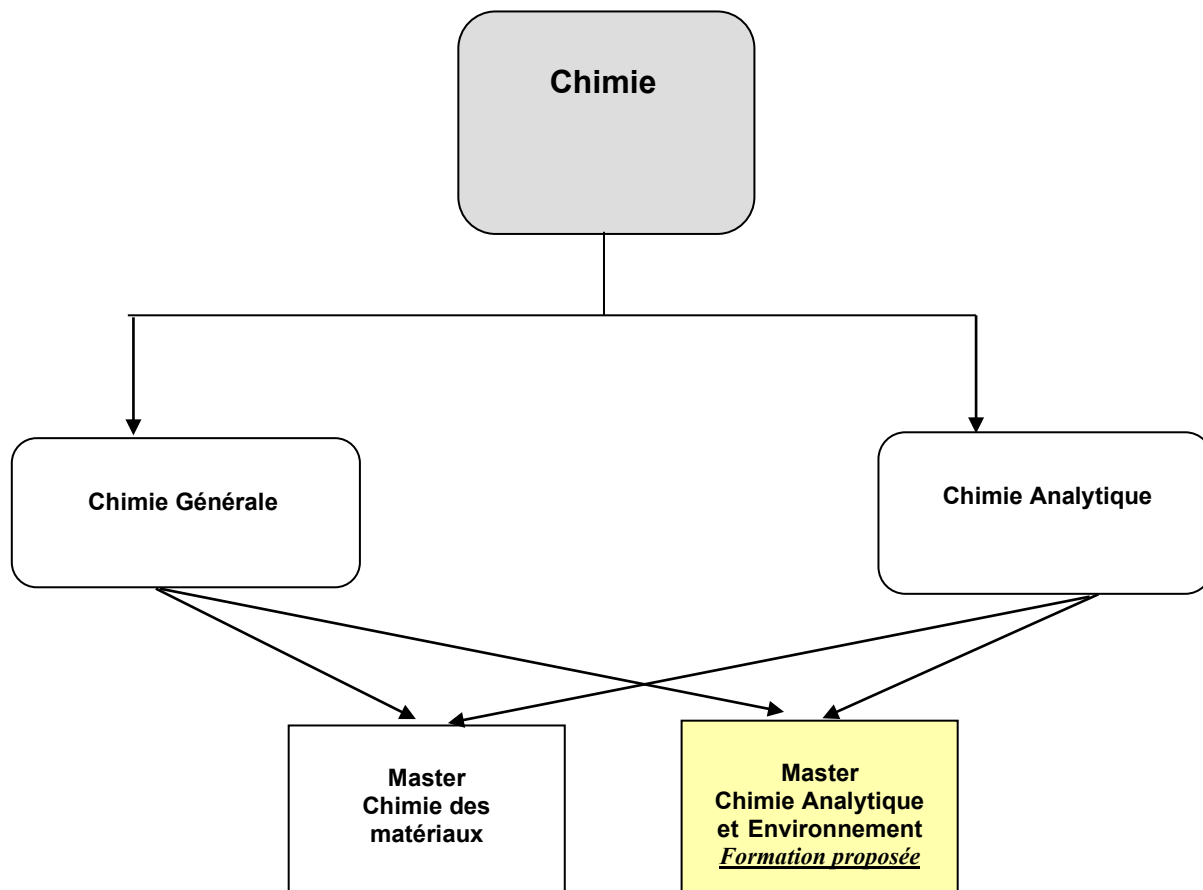 Chimie
Chimie Générale
Chimie Analytique
Master
Chimie des
matériaux
Master
Chimie Analytique
et Environnement
Formation proposée